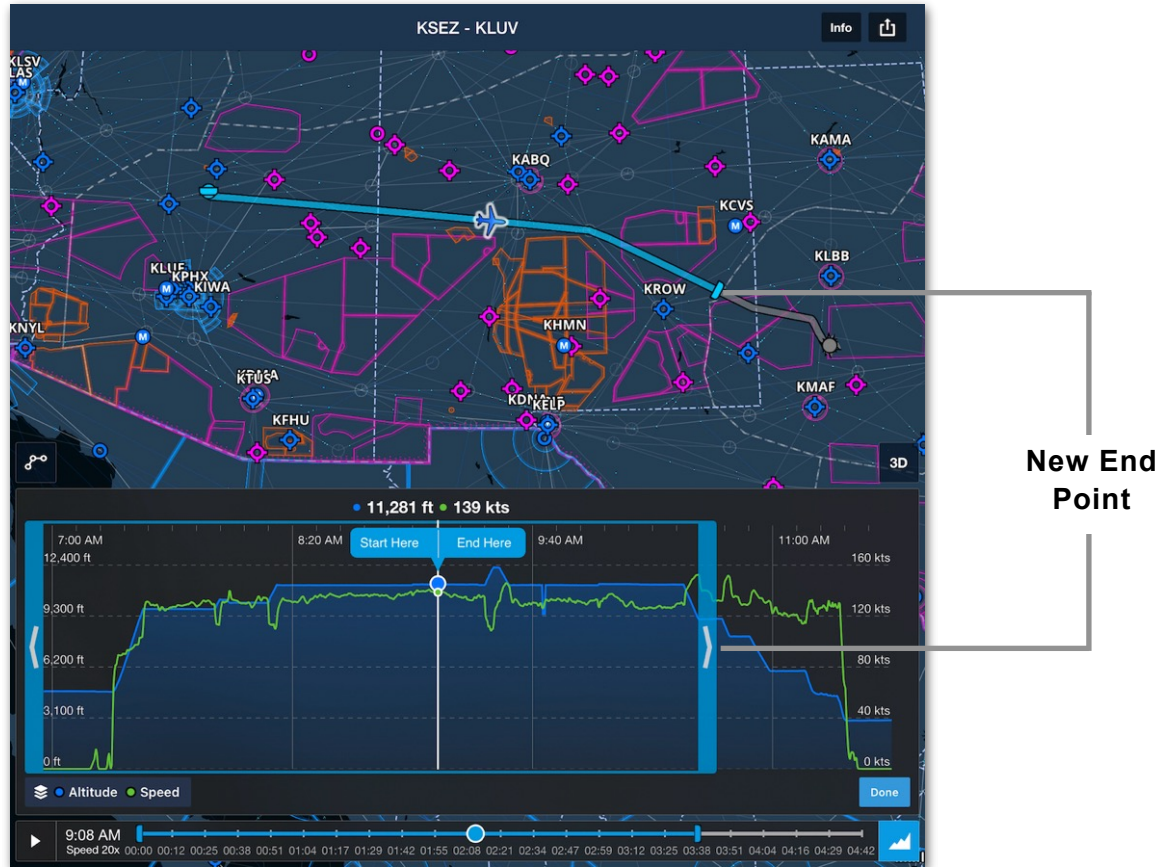 KSEZ - KLUV
Info
KLSV
LAS
M
KAMA
KABQ
KCVS
M
KLBB
KLUF
KPHX
M
KIWA
KROW
KNYL
M
KHMN
M
KTUS
KMAF
KELP
KFHU
3D
New End
Point
11,281 ft 139 kts
7:00 AM 8:20 AM Start Here End Here 9:40 AM 11:00 AM
12,400 ft 160 kts
9,300 ft 120 kts
6,200 ft 80 kts
3,100 ft 40 kts
0 ft 0 kts
Altitude Speed Done
9:08 AM
Speed 20x 00:00 00:12 00:25 00:38 00:51 01:04 01:17 01:29 01:42 01:55 02:08 02:21 02:34 02:47 02:59 03:12 03:25 03:38 03:51 04:04 04:16 04:29 04:42